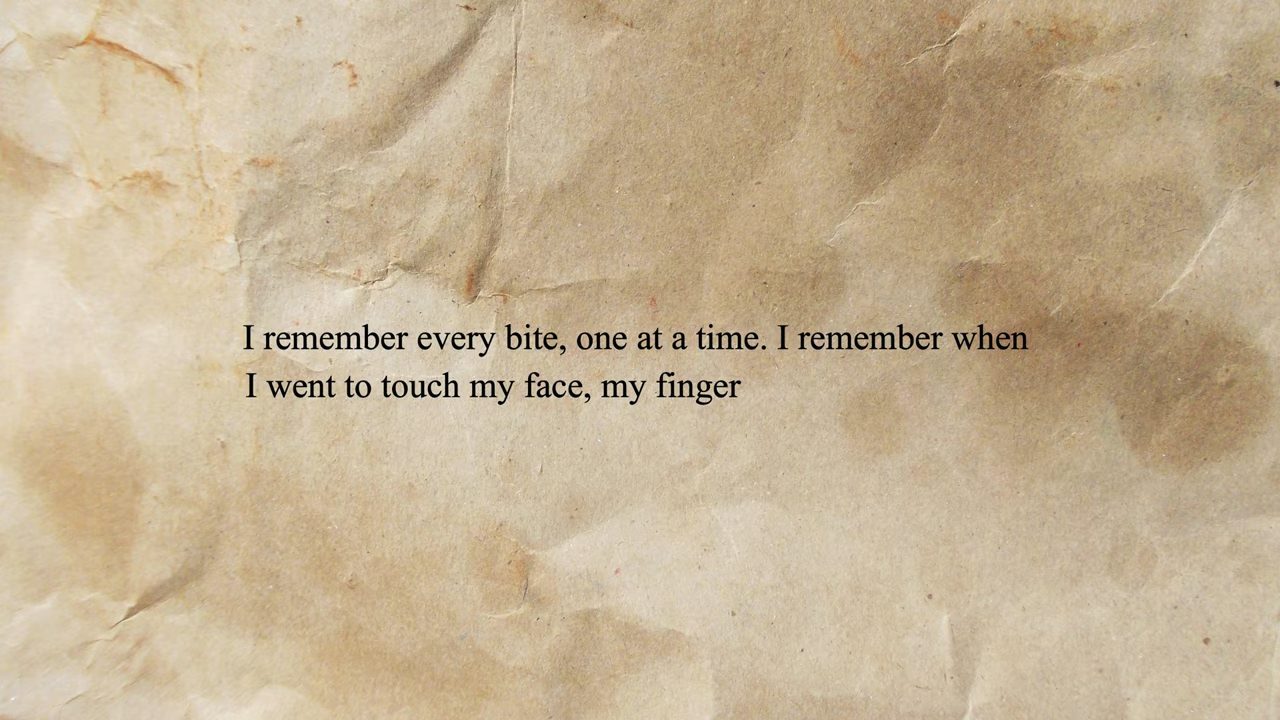 I remember every bite, one at a time. I remember when
I went to touch my face, my finger